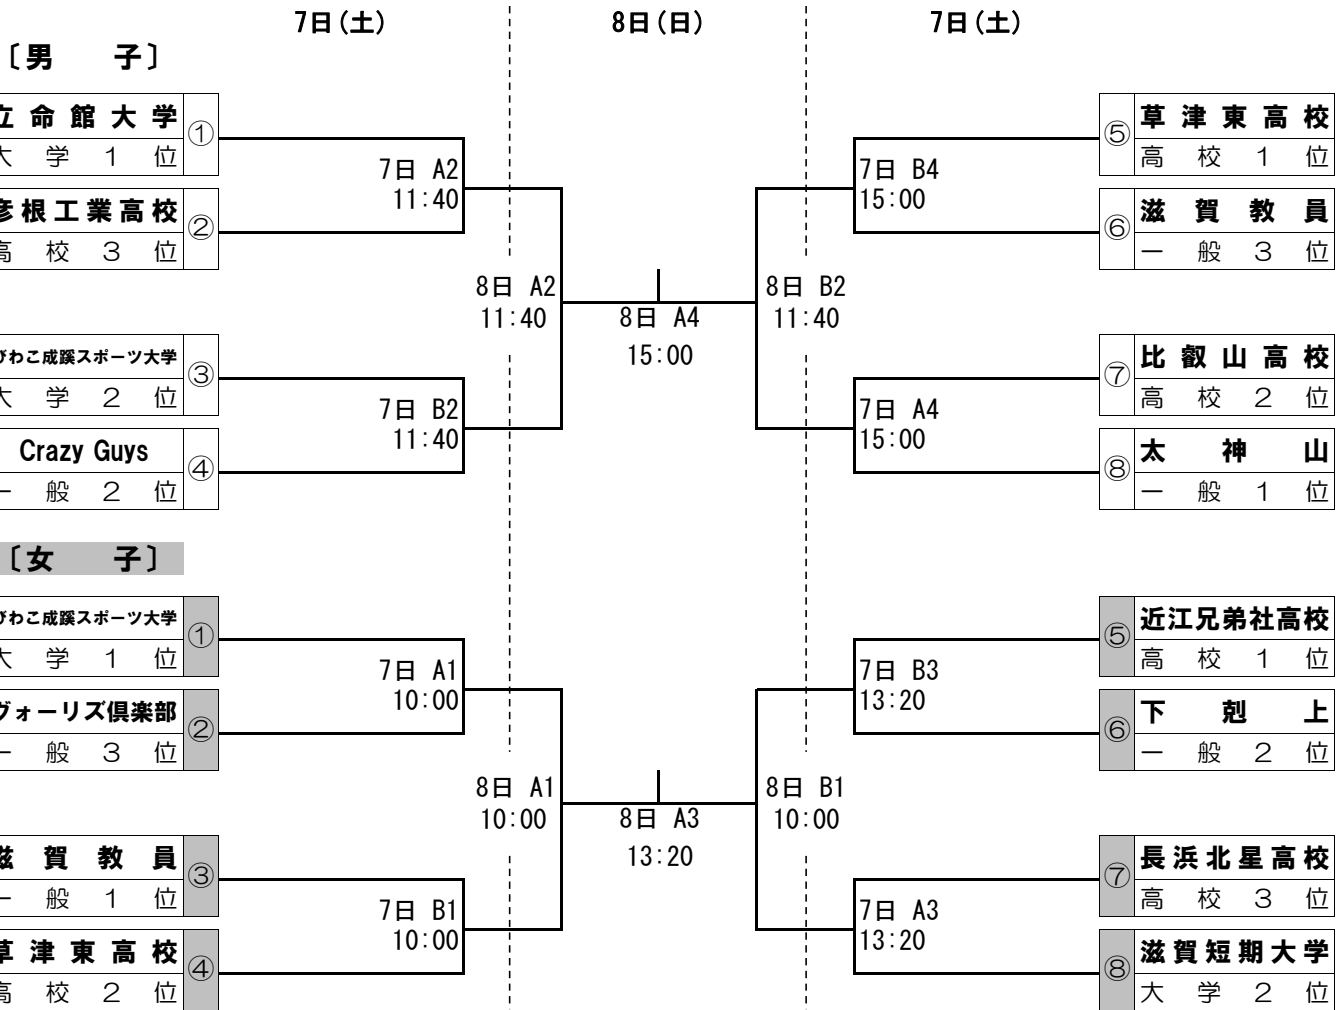 7日(土) 8日(日) 7日(土)
〔男 子〕
立命館大学 ①
大学1位
7日 A2
11:40
彦根工業高校 ②
高校3位
8日 A2
11:40
びわこ成蹊スポーツ大学 ③
大学2位
7日 B2
11:40
Crazy Guys ④
一般2位
8日 A4
15:00
⑤ 草津東高校
高校1位
7日 B4
15:00
⑥ 滋賀教員
一般3位
8日 B2
11:40
⑦ 比叡山高校
高校2位
7日 A4
15:00
⑧ 太神山
一般1位
〔女 子〕
びわこ成蹊スポーツ大学 ①
大学1位
7日 A1
10:00
ヴォーリズ倶楽部 ②
一般3位
8日 A1
10:00
滋賀教員 ③
一般1位
7日 B1
10:00
草津東高校 ④
高校2位
8日 A3
13:20
⑤ 近江兄弟社高校
高校1位
7日 B3
13:20
⑥ 下剋上
一般2位
8日 B1
10:00
⑦ 長浜北星高校
高校3位
7日 A3
13:20
⑧ 滋賀短期大学
大学2位